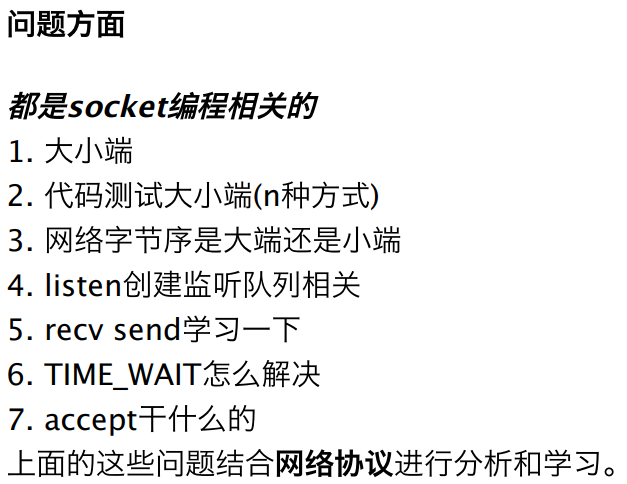 问题方面
都是socket编程相关的
1. 大小端
2. 代码测试大小端(n种方式)
3. 网络字节序是大端还是小端
4. listen创建监听队列相关
5. recv send学习一下
6. TIME_WAIT怎么解决
7. accept干什么的
上面的这些问题结合网络协议进行分析和学习。